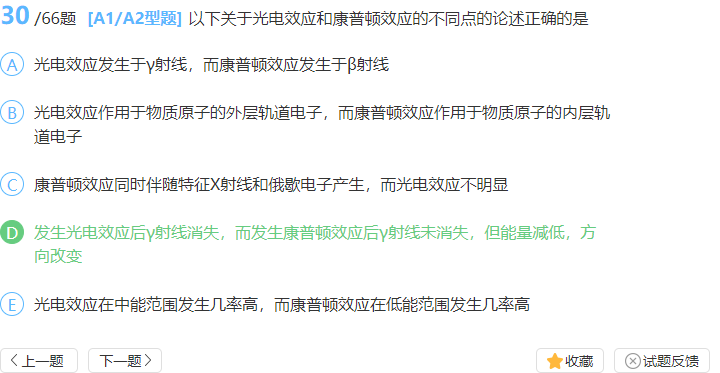 30 /66题 [A1/A2型题] 以下关于光电效应和康普顿效应的不同点的论述正确的是
A 光电效应发生于γ射线，而康普顿效应发生于β射线
B 光电效应作用于物质原子的外层轨道电子，而康普顿效应作用于物质原子的内层轨
道电子
C 康普顿效应同时伴随特征X射线和俄歇电子产生，而光电效应不明显
D 发生光电效应后γ射线消失，而发生康普顿效应后γ射线未消失，但能量减低，方
向改变
E 光电效应在中能范围发生几率高，而康普顿效应在低能范围发生几率高
上一题 下一题 收藏 试题反馈